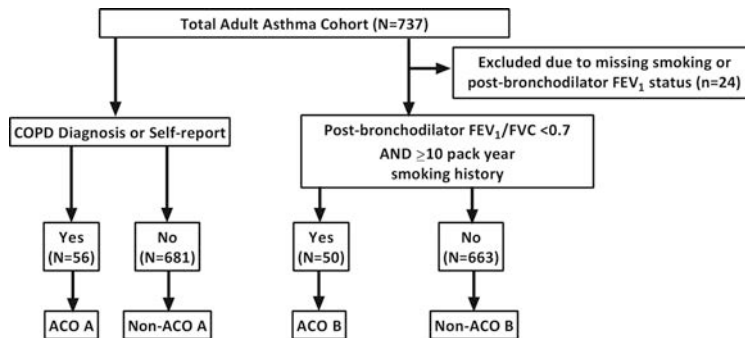 Total Adult Asthma Cohort (N=737)
Excluded due to missing smoking or
post-bronchodilator FEV₁ status (n=24)
COPD Diagnosis or Self-report
Post-bronchodilator FEV₁/FVC <0.7
AND ≥10 pack year
smoking history
Yes
(N=56)
No
(N=681)
Yes
(N=50)
No
(N=663)
ACO A
Non-ACO A
ACO B
Non-ACO B